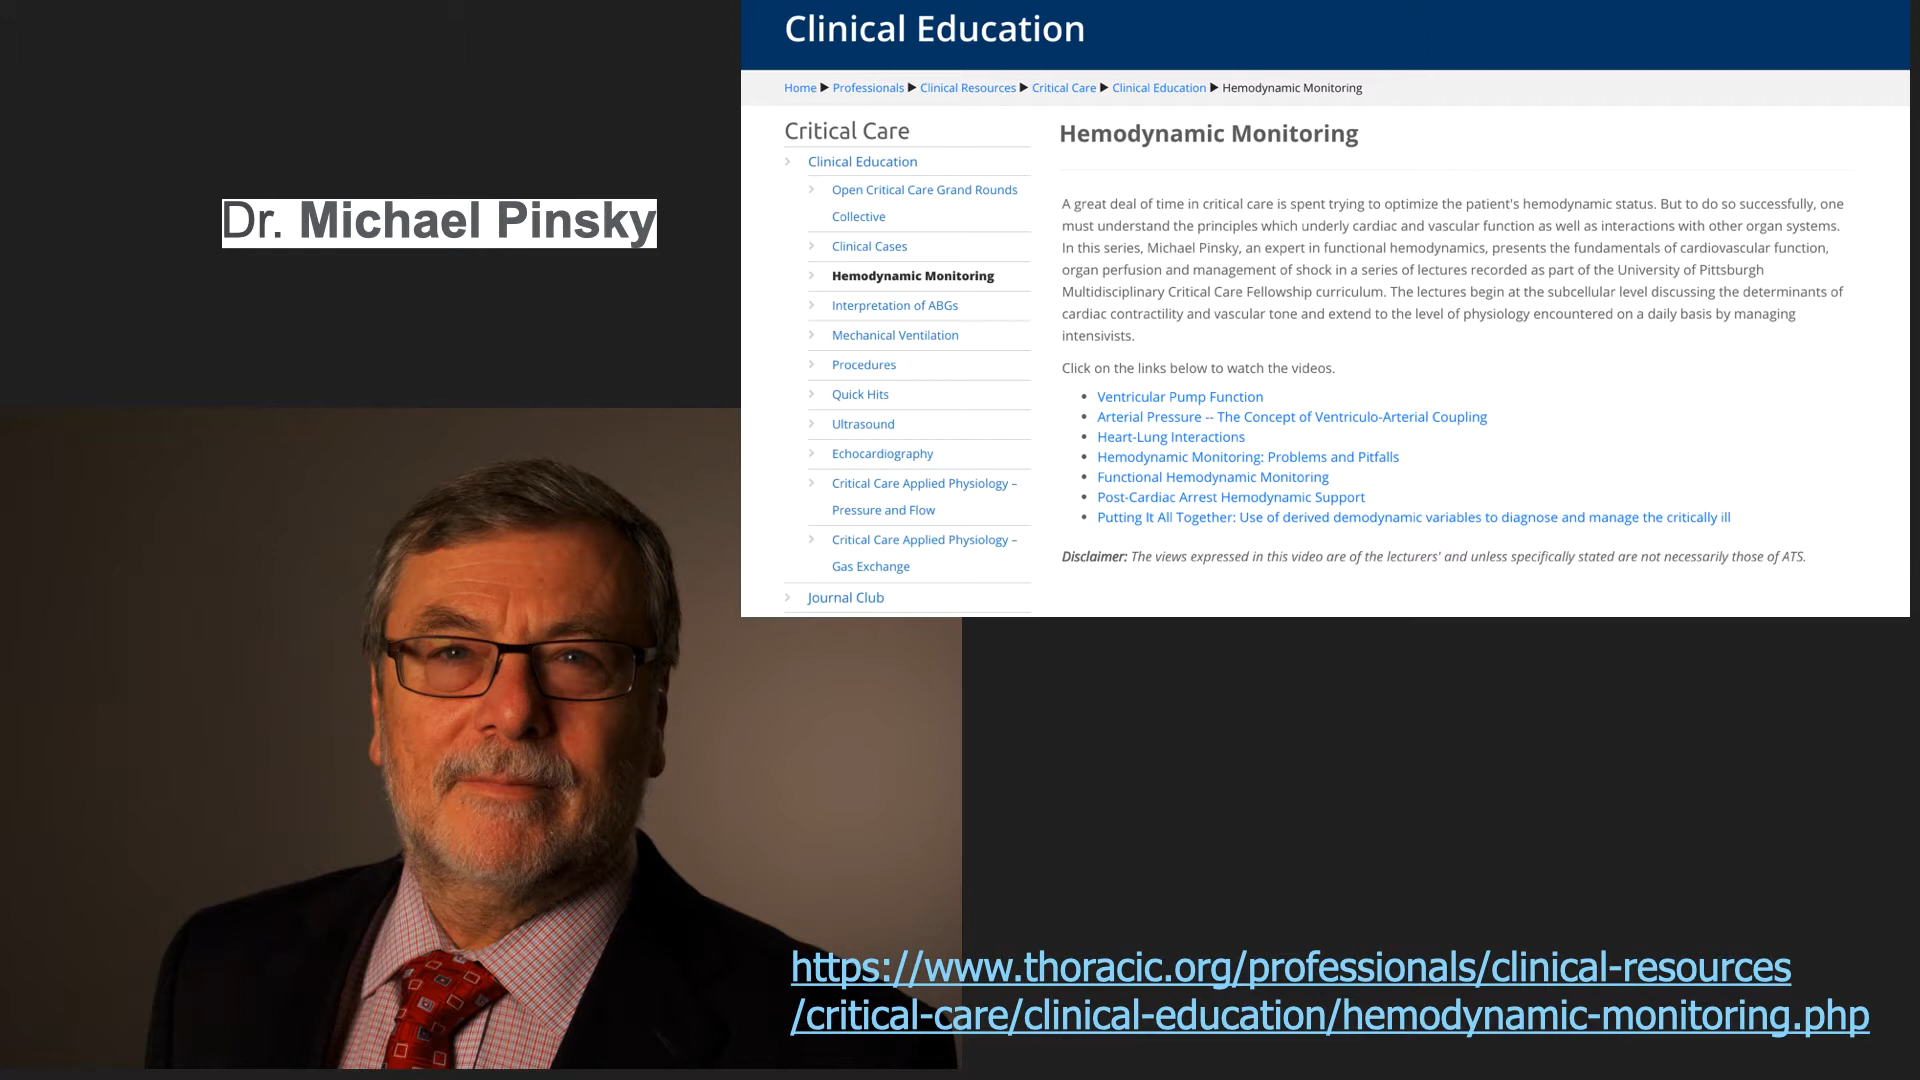 Dr. Michael Pinsky
Clinical Education
Home ▶ Professionals ▶ Clinical Resources ▶ Critical Care ▶ Clinical Education ▶ Hemodynamic Monitoring
Critical Care
Clinical Education
Open Critical Care Grand Rounds
Collective
Clinical Cases
Hemodynamic Monitoring
Interpretation of ABGs
Mechanical Ventilation
Procedures
Quick Hits
Ultrasound
Echocardiography
Critical Care Applied Physiology –
Pressure and Flow
Critical Care Applied Physiology –
Gas Exchange
Journal Club
Hemodynamic Monitoring
A great deal of time in critical care is spent trying to optimize the patient's hemodynamic status. But to do so successfully, one
must understand the principles which underly cardiac and vascular function as well as interactions with other organ systems.
In this series, Michael Pinsky, an expert in functional hemodynamics, presents the fundamentals of cardiovascular function,
organ perfusion and management of shock in a series of lectures recorded as part of the University of Pittsburgh
Multidisciplinary Critical Care Fellowship curriculum. The lectures begin at the subcellular level discussing the determinants of
cardiac contractility and vascular tone and extend to the level of physiology encountered on a daily basis by managing
intensivists.
Click on the links below to watch the videos.
• Ventricular Pump Function
• Arterial Pressure -- The Concept of Ventriculo-Arterial Coupling
• Heart-Lung Interactions
• Hemodynamic Monitoring: Problems and Pitfalls
• Functional Hemodynamic Monitoring
• Post-Cardiac Arrest Hemodynamic Support
• Putting It All Together: Use of derived demodynamic variables to diagnose and manage the critically ill
Disclaimer: The views expressed in this video are of the lecturers' and unless specifically stated are not necessarily those of ATS.
https://www.thoracic.org/professionals/clinical-resources
/critical-care/clinical-education/hemodynamic-monitoring.php